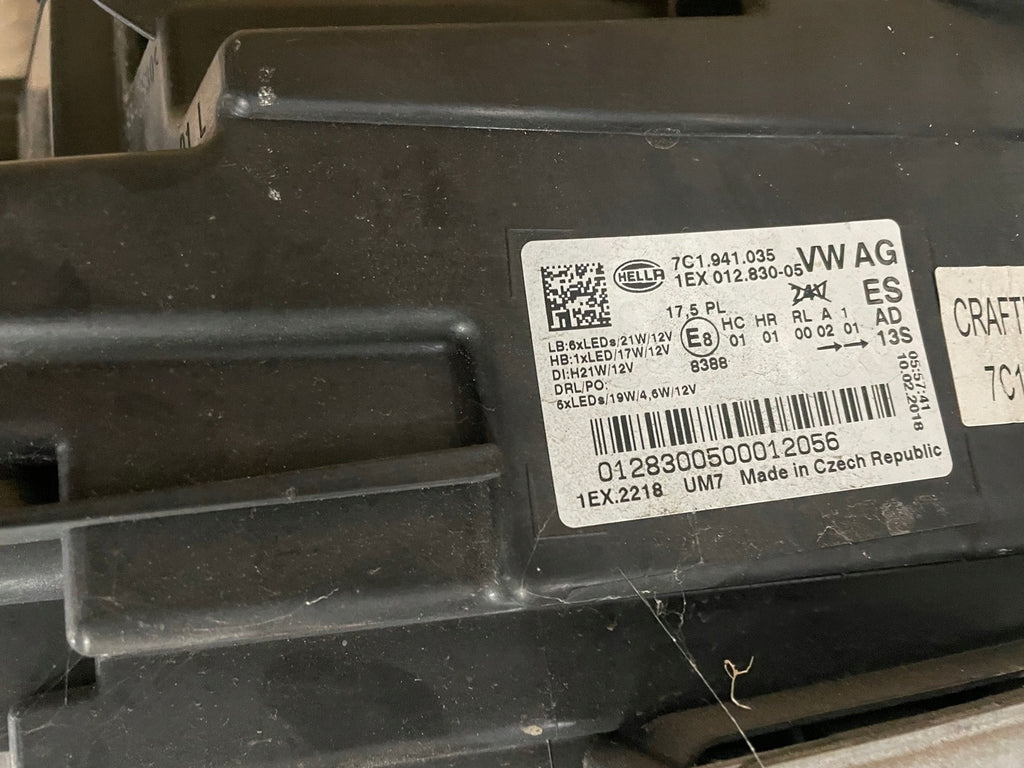 01 L
HELLA
7C1.941.035
1EX 012.830-05
VW AG
17,5 PL
ES
LB:6xLEDs/21W/12V
HB:1xLED/17W/12V
DI:H21W/12V
DRL/PO:
6xLEDs/19W/4,6W/12V
E8
8388
HC HR RL A 1
01 01 00 02 01
AD
13S
05:57:41
10.02.2018
0128300500012056
1EX.2218 UM7 Made in Czech Republic
CRAFT
7C1